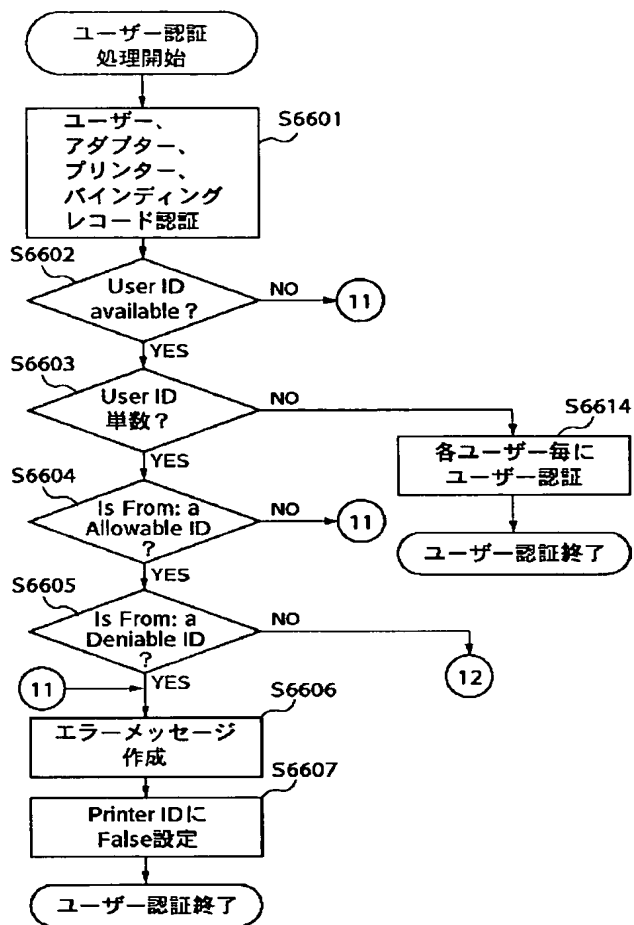 ユーザー認証
処理開始
S6601
ユーザー、
アダプター、
プリンター、
バインディング
レコード認証
S6602
User ID
available？
NO
11
YES
S6603
User ID
単数？
NO
YES
S6614
各ユーザー毎に
ユーザー認証
ユーザー認証終了
S6604
Is From: a
Allowable ID
？
NO
11
YES
S6605
Is From: a
Deniable ID
？
NO
12
YES
11
S6606
エラーメッセージ
作成
S6607
Printer IDに
False設定
ユーザー認証終了